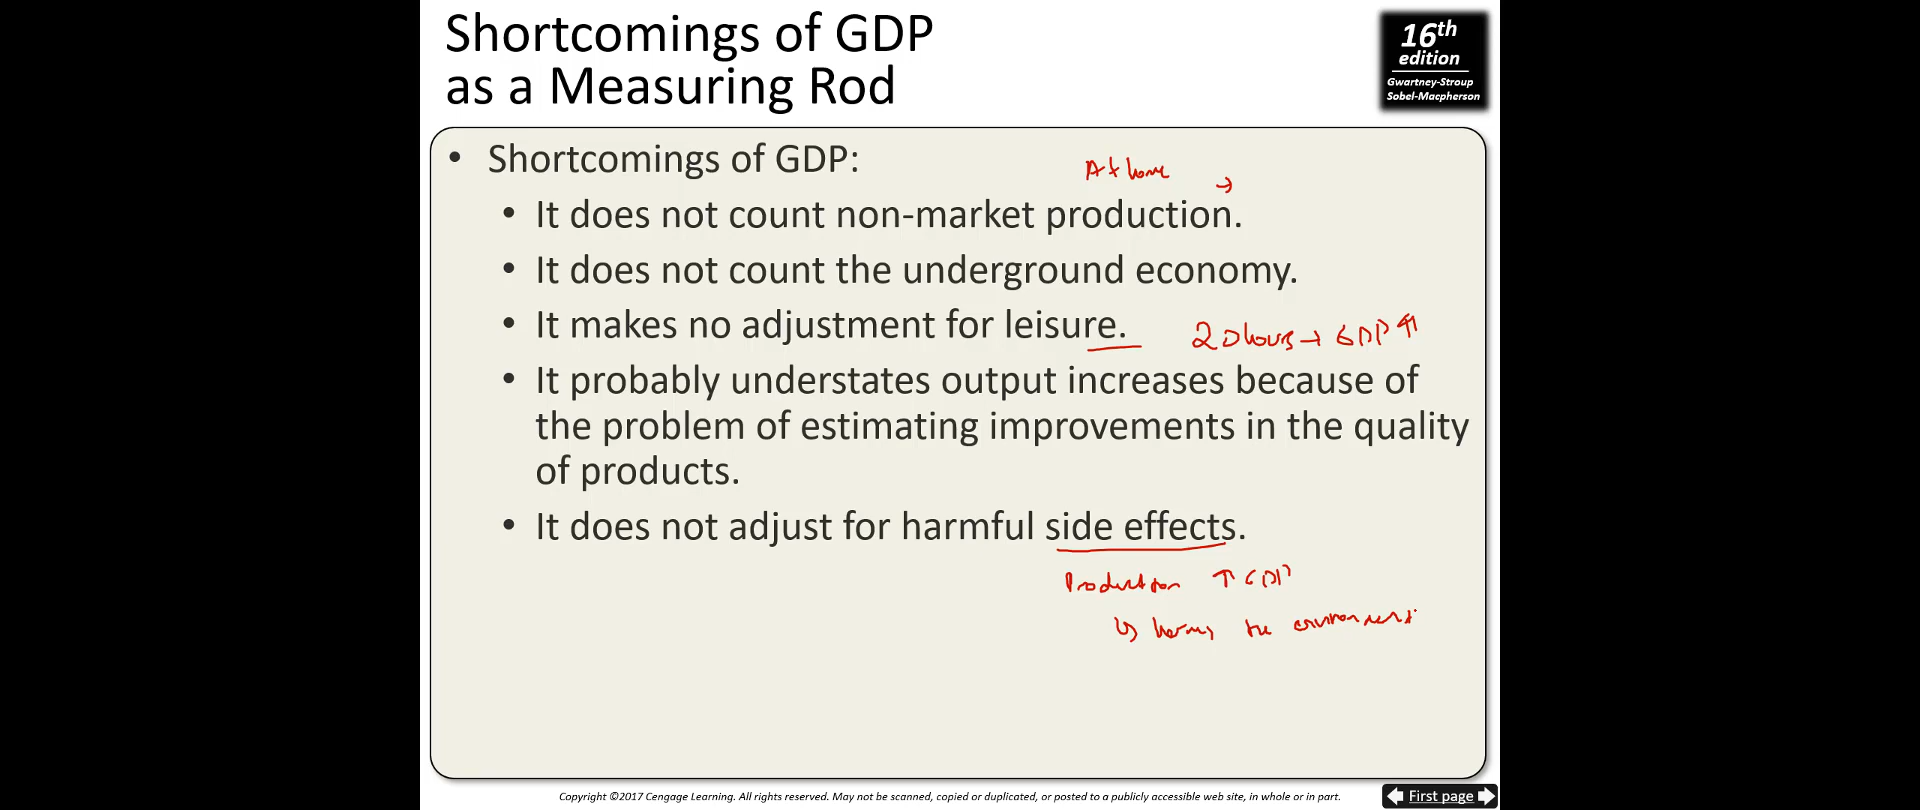 Shortcomings of GDP
as a Measuring Rod
16th
edition
Gwartney-Stroup
Sobel-Macpherson
• Shortcomings of GDP:
At home →
• It does not count non-market production.
• It does not count the underground economy.
• It makes no adjustment for leisure. 20 hours → GDP ↑
• It probably understates output increases because of
the problem of estimating improvements in the quality
of products.
• It does not adjust for harmful side effects.
Production ↑ GDP
↳ harms the environment
Copyright ©2017 Cengage Learning. All rights reserved. May not be scanned, copied or duplicated, or posted to a publicly accessible web site, in whole or in part.
First page